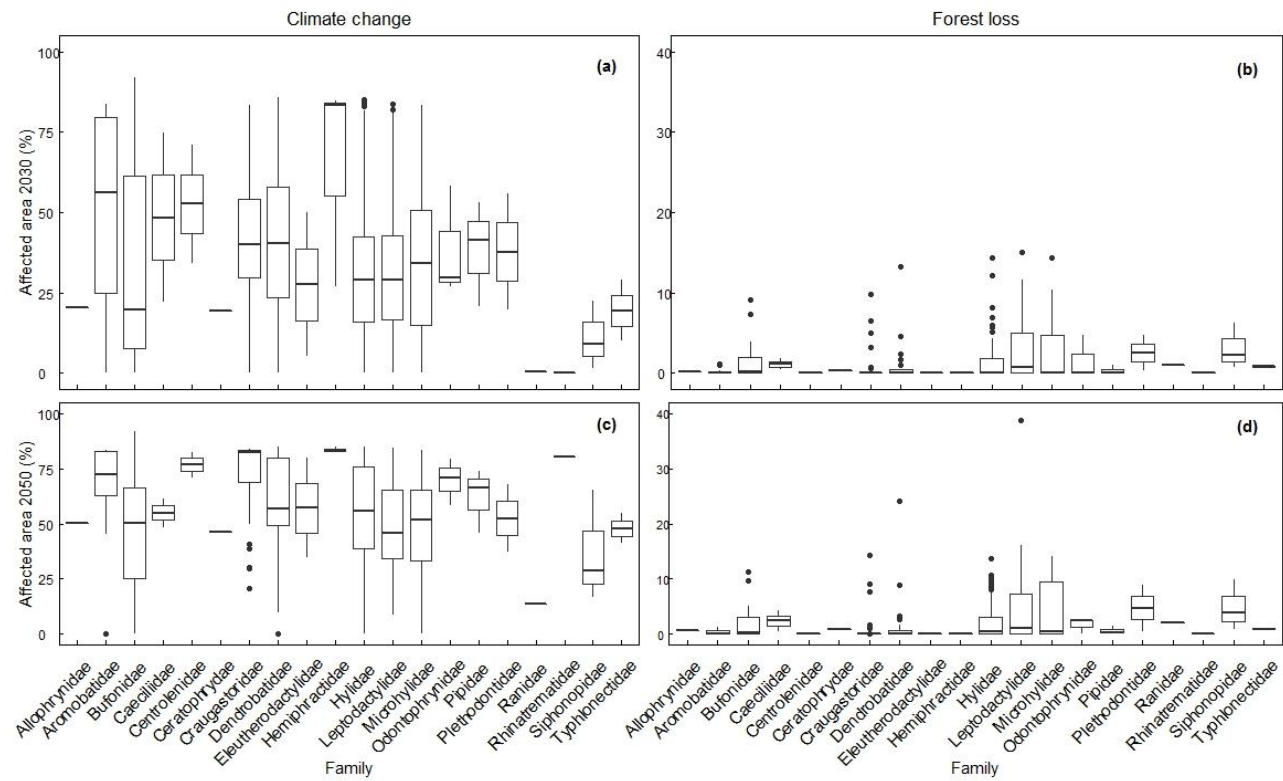 Climate change
Forest loss
Affected area 2030 (%)
100
75
50
25
0
(a)
40
30
20
10
0
(b)
Affected area 2050 (%)
100
75
50
25
0
(c)
40
30
20
10
0
(d)
Allophrynidae
Aromobatidae
Bufonidae
Caeciliidae
Centrolenidae
Ceratophrydae
Craugastoridae
Dendrobatidae
Eleutherodactylidae
Hemiphractidae
Hylidae
Leptodactylidae
Microhylidae
Odontophrynidae
Pipidae
Plethodontidae
Ranidae
Rhinatrematidae
Siphonopidae
Typhlonectidae
Family
Allophrynidae
Aromobatidae
Bufonidae
Caeciliidae
Centrolenidae
Ceratophrydae
Craugastoridae
Dendrobatidae
Eleutherodactylidae
Hemiphractidae
Hylidae
Leptodactylidae
Microhylidae
Odontophrynidae
Pipidae
Plethodontidae
Ranidae
Rhinatrematidae
Siphonopidae
Typhlonectidae
Family